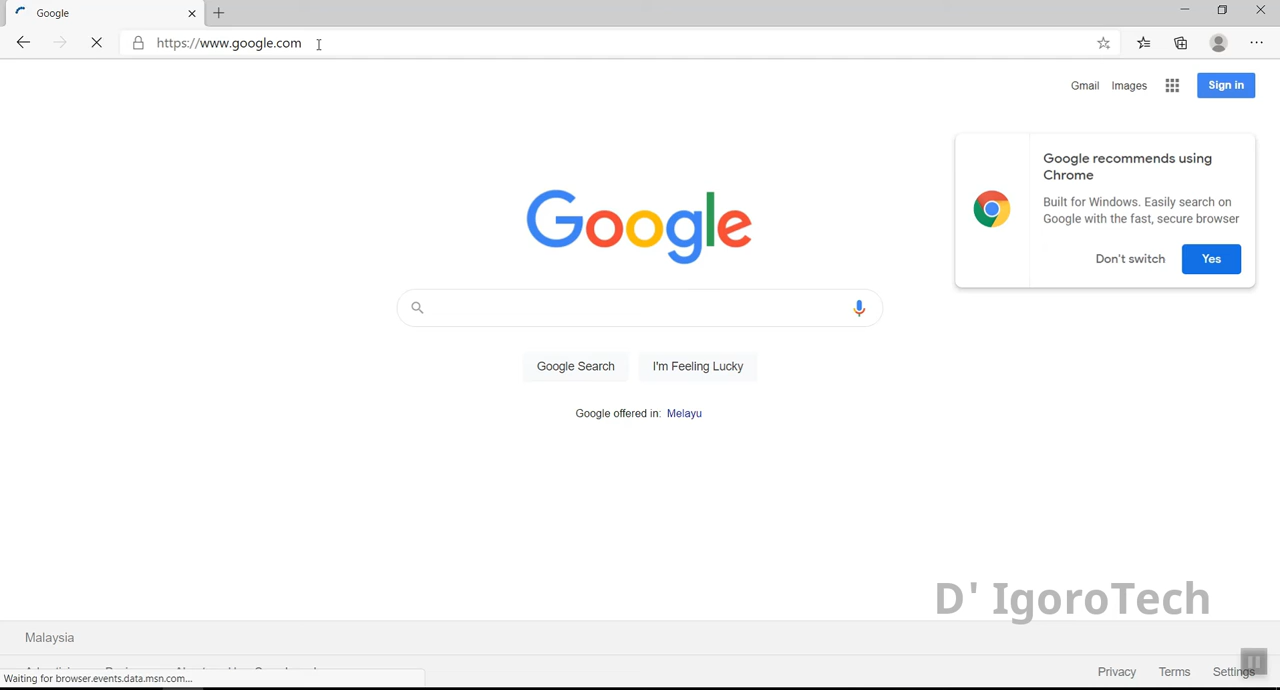 Google
https://www.google.com
Gmail Images Sign in
Google recommends using
Chrome
Built for Windows. Easily search on
Google with the fast, secure browser
Don't switch Yes
Google
Google Search I'm Feeling Lucky
Google offered in: Melayu
D' IgoroTech
Malaysia
Privacy Terms Settings
Waiting for browser.events.data.msn.com...